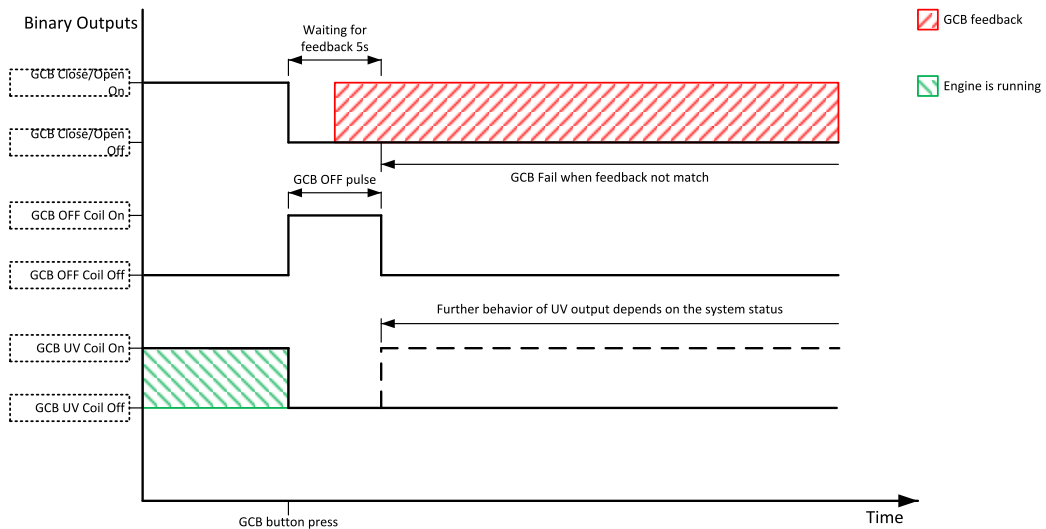 Binary Outputs
Waiting for
feedback 5s
GCB feedback
Engine is running
GCB Close/Open
On
GCB Close/Open
Off
GCB Fail when feedback not match
GCB OFF pulse
GCB OFF Coil On
GCB OFF Coil Off
Further behavior of UV output depends on the system status
GCB UV Coil On
GCB UV Coil Off
Time
GCB button press